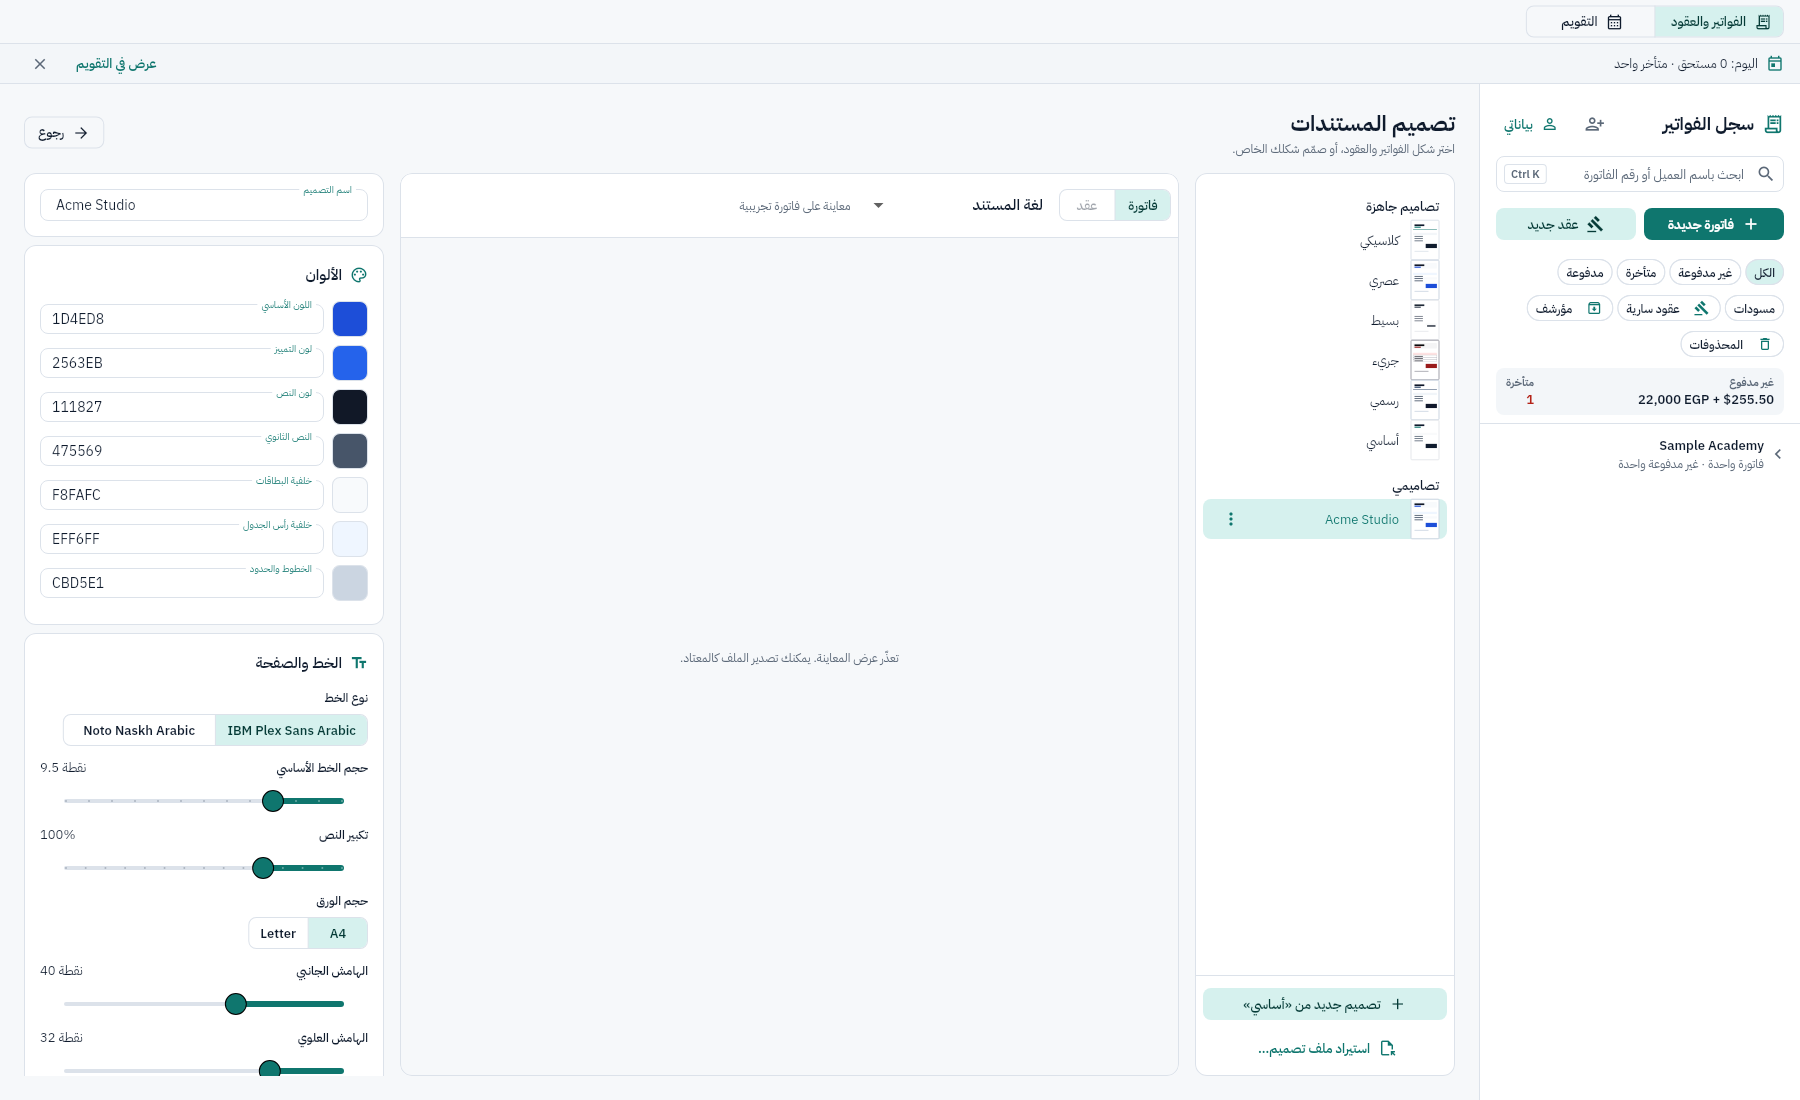 الفواتير والعقود
التقويم
اليوم: 0 مستحق · متأخر واحد
عرض في التقويم
سجل الفواتير
بياناتي
ابحث باسم العميل أو رقم الفاتورة
Ctrl K
فاتورة جديدة
عقد جديد
الكل
غير مدفوعة
متأخرة
مدفوعة
مسودات
عقود سارية
مؤرشف
المحذوفات
غير مدفوع
متأخرة
22,000 EGP + $255.50
1
Sample Academy
فاتورة واحدة · غير مدفوعة واحدة
تصميم المستندات
اختر شكل الفواتير والعقود، أو صمّم شكلك الخاص.
رجوع
تصاميم جاهزة
كلاسيكي
عصري
بسيط
جريء
رسمي
أساسي
تصاميمي
Acme Studio
تصميم جديد من «أساسي»
استيراد ملف تصميم...
فاتورة
عقد
لغة المستند
معاينة على فاتورة تجريبية
تعذّر عرض المعاينة. يمكنك تصدير الملف كالمعتاد.
اسم التصميم
Acme Studio
الألوان
اللون الأساسي
1D4ED8
لون التمييز
2563EB
لون النص
111827
النص الثانوي
475569
خلفية البطاقات
F8FAFC
خلفية رأس الجدول
EFF6FF
الخطوط والحدود
CBD5E1
الخط والصفحة
نوع الخط
IBM Plex Sans Arabic
Noto Naskh Arabic
حجم الخط الأساسي
9.5 نقطة
تكبير النص
100%
حجم الورق
A4
Letter
الهامش الجانبي
40 نقطة
الهامش العلوي
32 نقطة